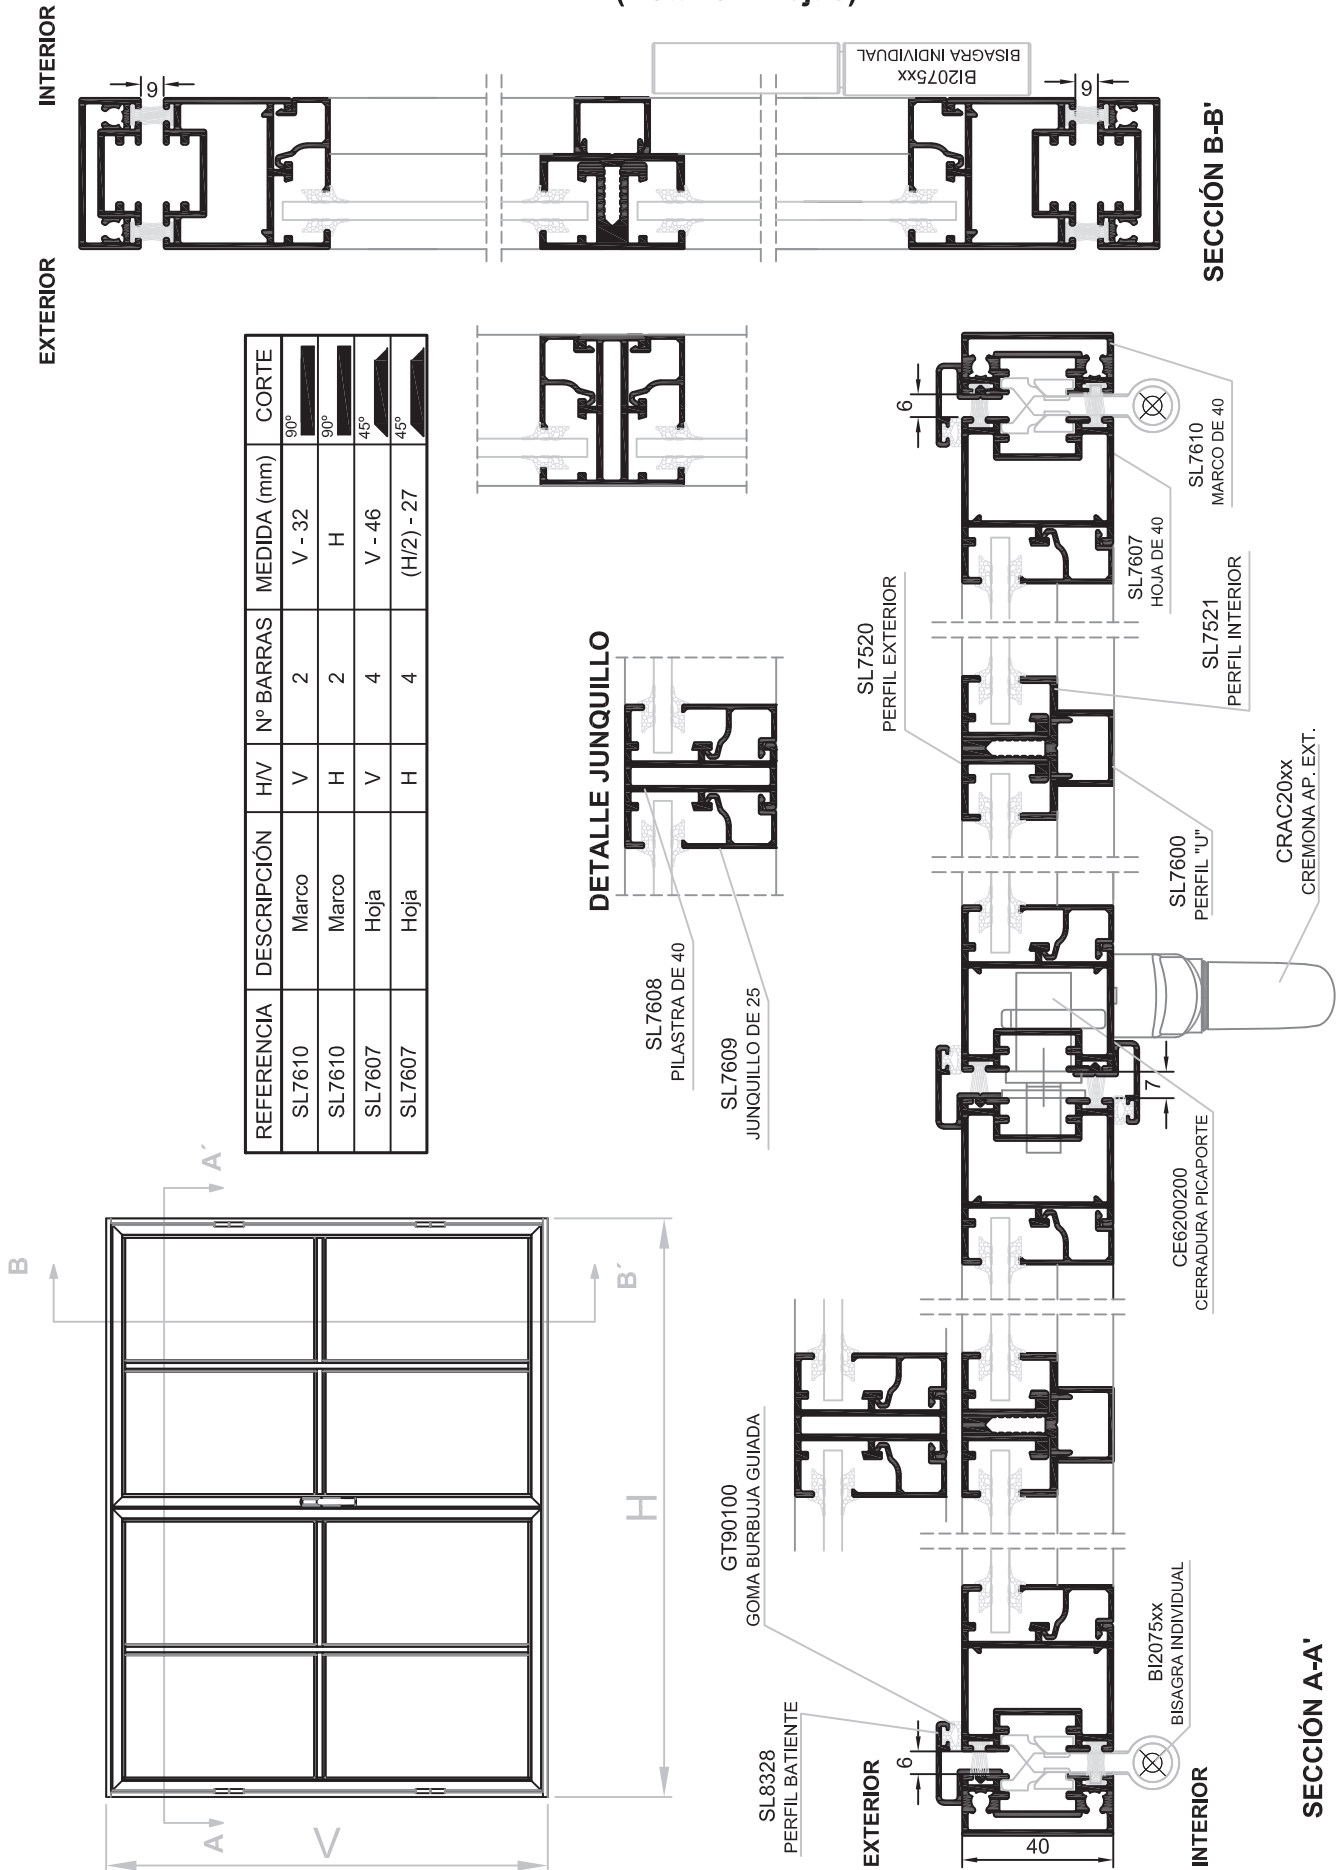 INTERIOR
EXTERIOR
9
9
BI2075xx
BISAGRA INDIVIDUAL
SECCIÓN B-B'
REFERENCIA DESCRIPCIÓN H/V Nº BARRAS MEDIDA (mm) CORTE
SL7610 Marco V 2 V - 32 90º
SL7610 Marco H 2 H 90º
SL7607 Hoja V 4 V - 46 45º
SL7607 Hoja H 4 (H/2) - 27 45º
B
B´
A
A´
V
H
DETALLE JUNQUILLO
SL7608
PILASTRA DE 40
SL7609
JUNQUILLO DE 25
SL8328
PERFIL BATIENTE
GT90100
GOMA BURBUJA GUIADA
EXTERIOR
INTERIOR
40
6
BI2075xx
BISAGRA INDIVIDUAL
CE6200200
CERRADURA PICAPORTE
7
CRAC20xx
CREMONA AP. EXT.
SL7600
PERFIL "U"
SL7520
PERFIL EXTERIOR
SL7521
PERFIL INTERIOR
SL7607
HOJA DE 40
SL7610
MARCO DE 40
6
SECCIÓN A-A'